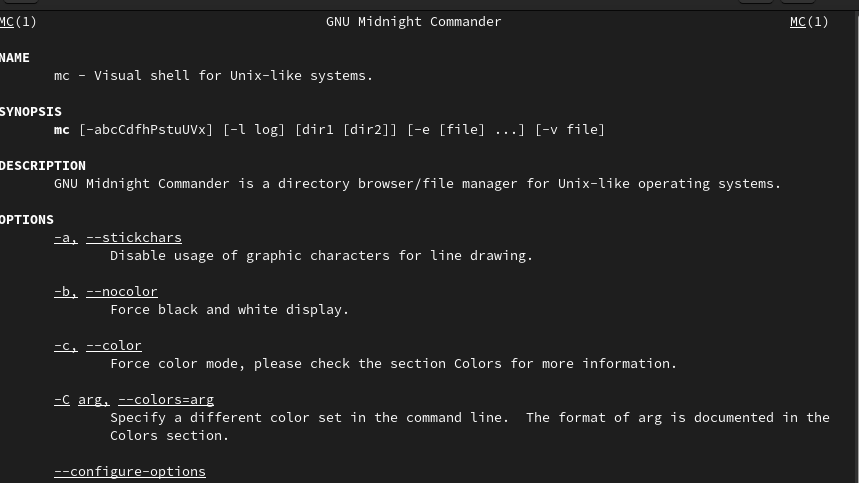 MC(1) GNU Midnight Commander MC(1)
NAME
mc - Visual shell for Unix-like systems.
SYNOPSIS
mc [-abcCdfhPstuUVx] [-l log] [dir1 [dir2]] [-e [file] ...] [-v file]
DESCRIPTION
GNU Midnight Commander is a directory browser/file manager for Unix-like operating systems.
OPTIONS
-a, --stickchars
Disable usage of graphic characters for line drawing.
-b, --nocolor
Force black and white display.
-c, --color
Force color mode, please check the section Colors for more information.
-C arg, --colors=arg
Specify a different color set in the command line.  The format of arg is documented in the
Colors section.
--configure-options